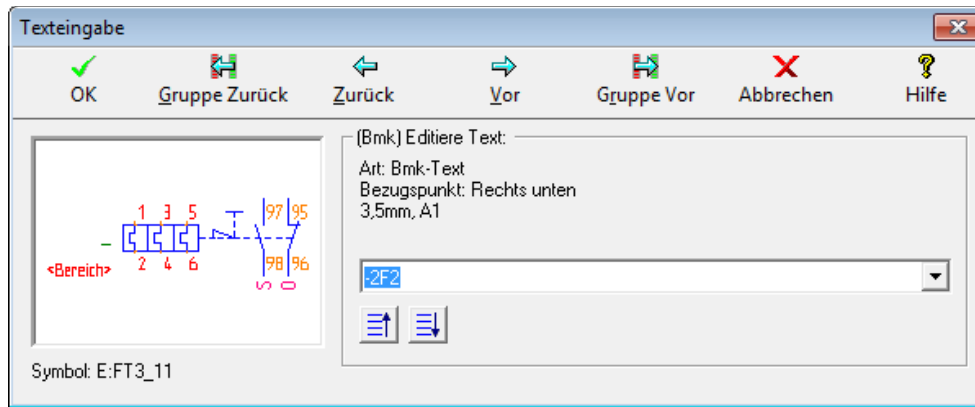 Texteingabe
OK
Gruppe Zurück
Zurück
Vor
Gruppe Vor
Abbrechen
Hilfe
(Bmk) Editiere Text:
Art: Bmk-Text
Bezugspunkt: Rechts unten
3,5mm, A1
1 3 5 97 95
<Bereich> 2 4 6 98 96
S Ö
-2F2
Symbol: E:FT3_11